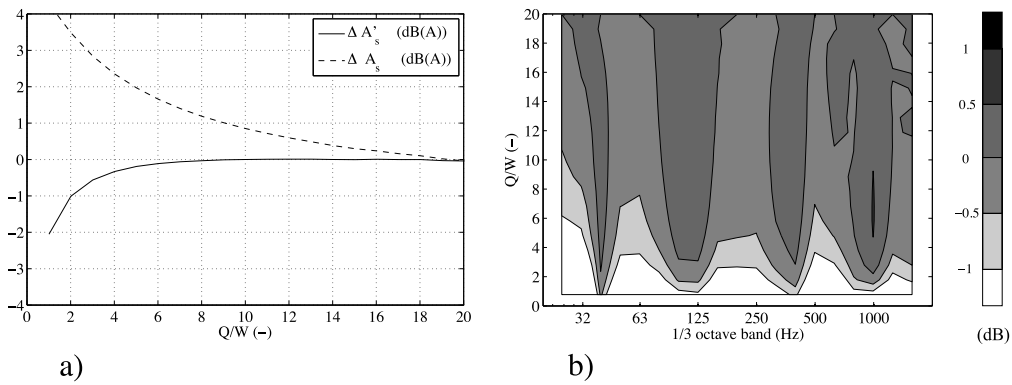 4
3
2
1
0
−1
−2
−3
−4
0 2 4 6 8 10 12 14 16 18 20
Q/W (−)
Δ A's (dB(A))
Δ As (dB(A))
a)
20
18
16
14
12
10
8
6
4
2
0
Q/W (−)
32 63 125 250 500 1000
1/3 octave band (Hz)
b)
1
0.5
0
−0.5
−1
(dB)